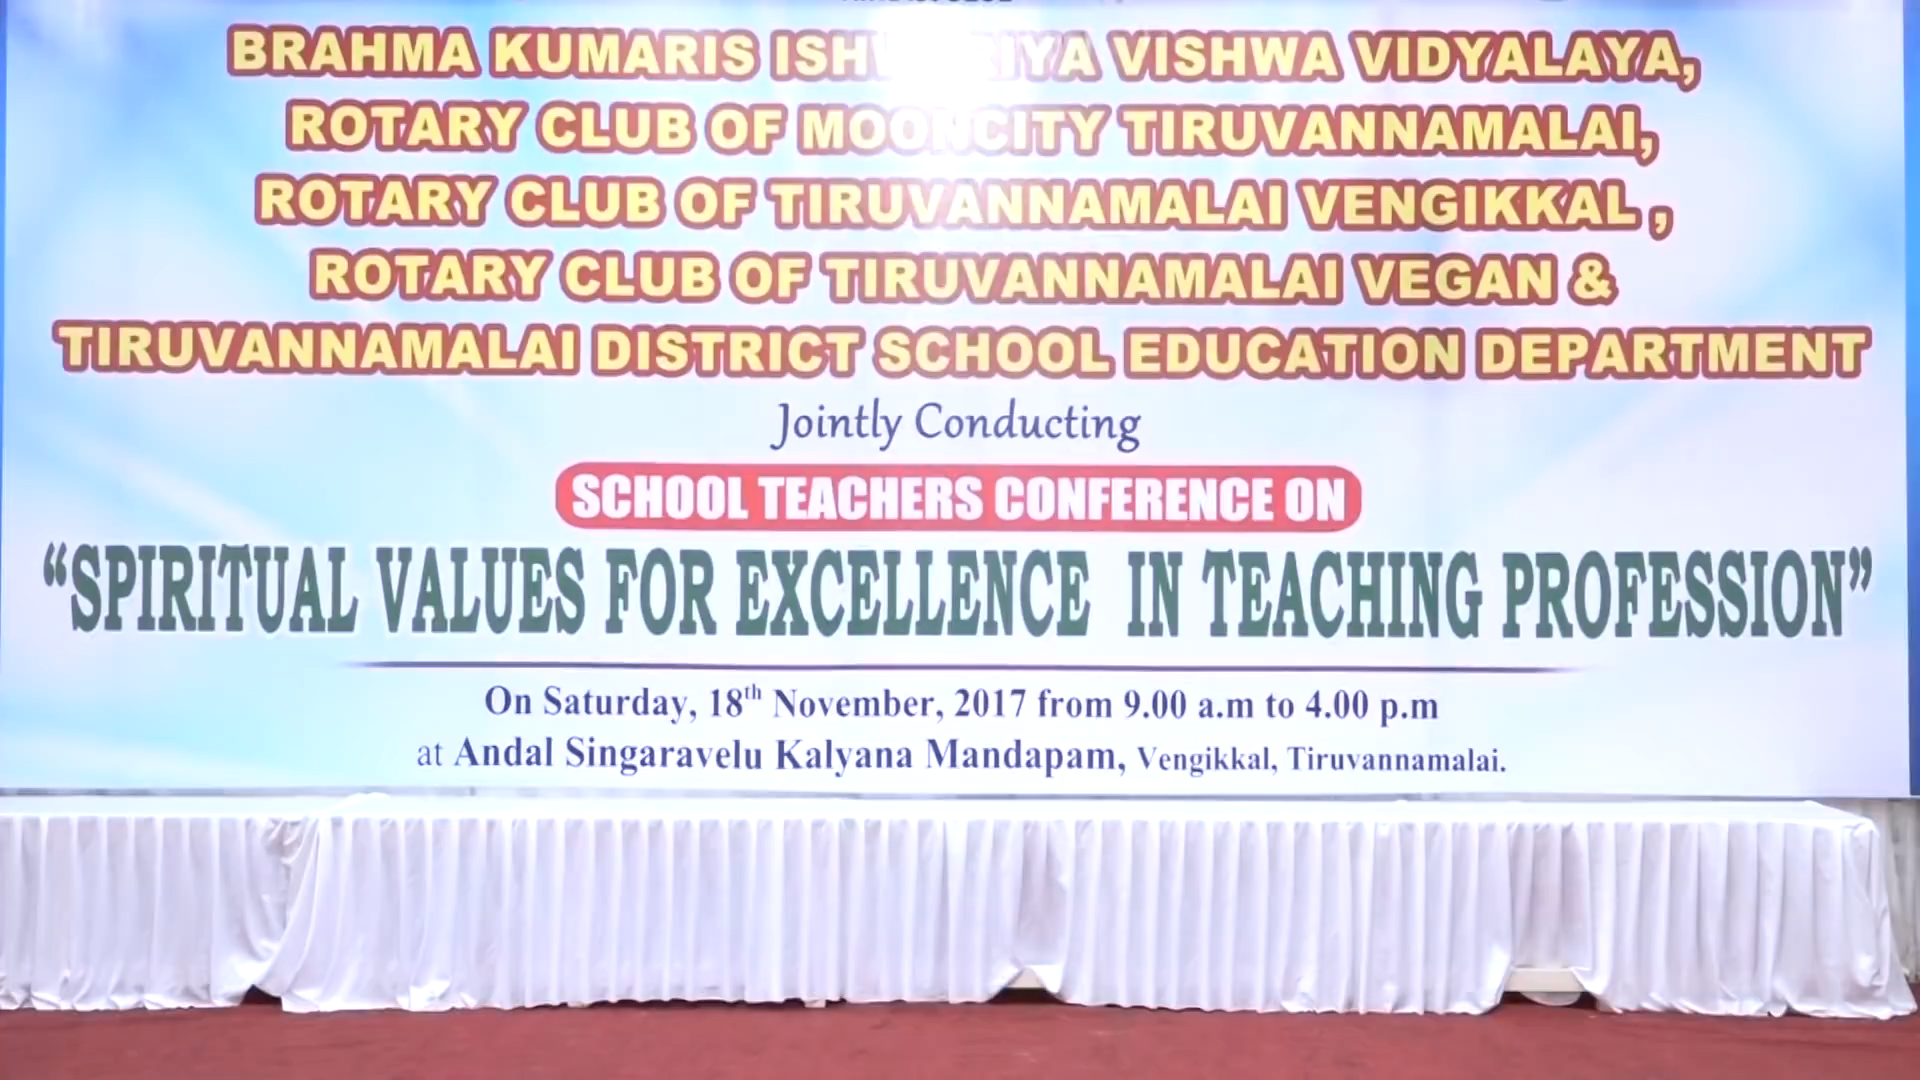 BRAHMA KUMARIS VISHWA VIDYALAYA,
ROTARY CLUB OF MOONCITY TIRUVANNAMALAI,
ROTARY CLUB OF TIRUVANNAMALAI VENGIKKAL ,
ROTARY CLUB OF TIRUVANNAMALAI VEGAN &
TIRUVANNAMALAI DISTRICT SCHOOL EDUCATION DEPARTMENT
Jointly Conducting
SCHOOL TEACHERS CONFERENCE ON
“SPIRITUAL VALUES FOR EXCELLENCE IN TEACHING PROFESSION”
On Saturday, 18th November, 2017 from 9.00 a.m to 4.00 p.m
at Andal Singaravelu Kalyana Mandapam, Vengikkal, Tiruvannamalai.